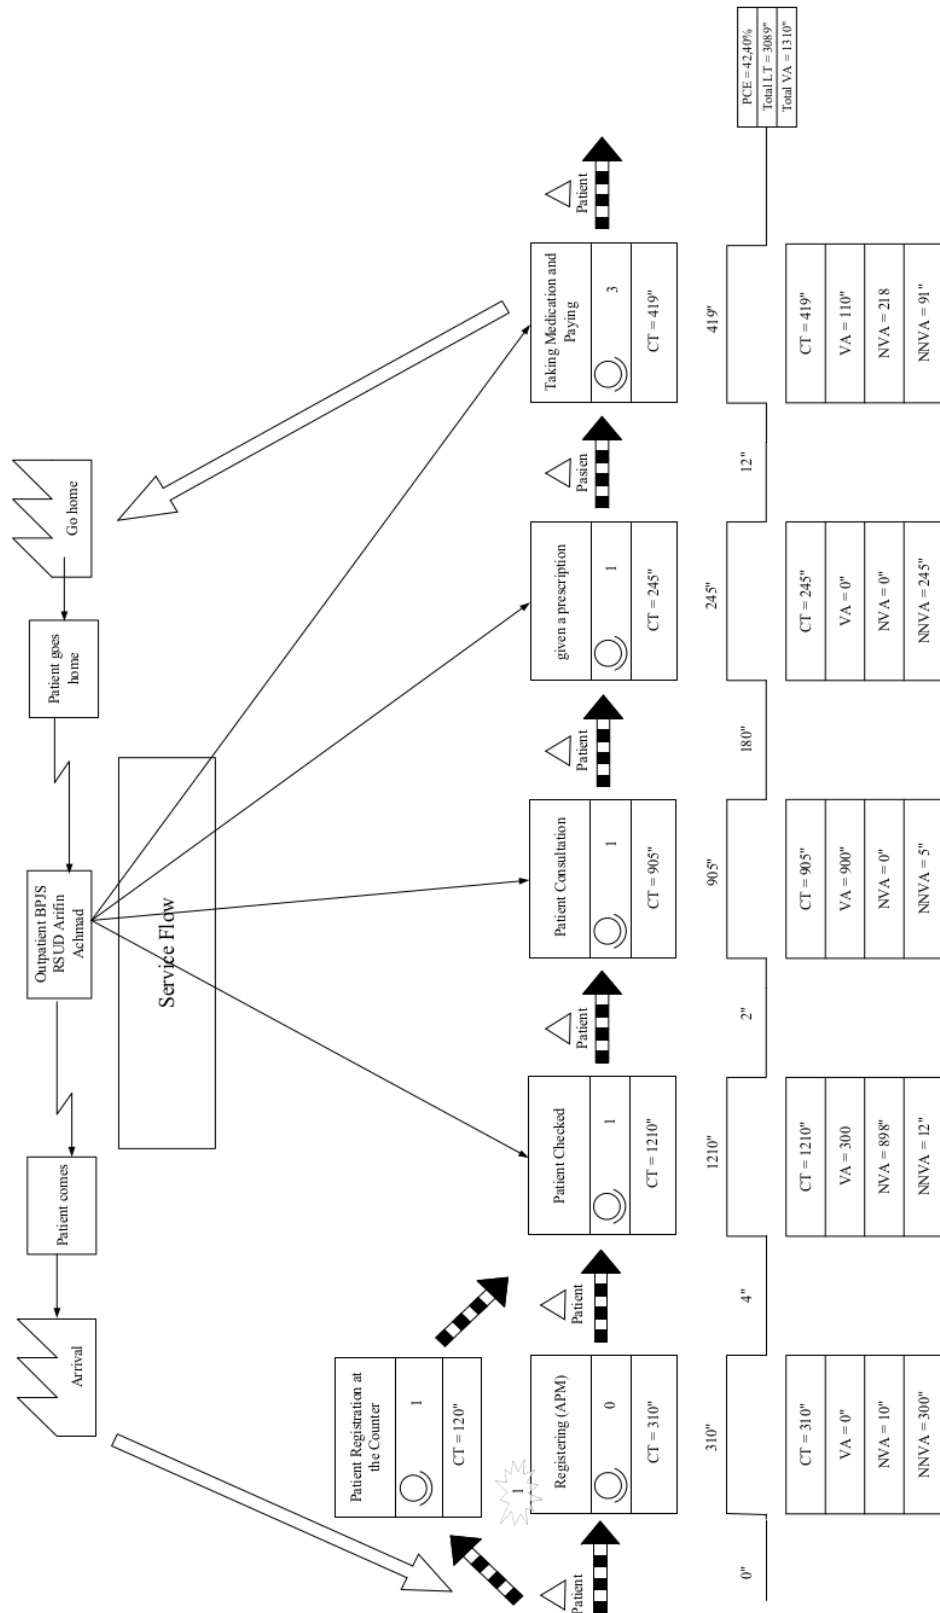 Arrival
Patient comes
Outpatient BPJS
RSUD Arifin
Achmad
Patient goes
home
Go home
Service Flow
Patient Registration at
the Counter
1
CT = 120"
1
Patient
Registering (APM)
0
CT = 310"
Patient
Patient Checked
1
CT = 1210"
Patient
Patient Consultation
1
CT = 905"
Patient
given a prescription
1
CT = 245"
Pasien
Taking Medication and
Paying
3
CT = 419"
Patient
0"
310"
4"
1210"
2"
905"
180"
245"
12"
419"
PCE = 42,40%
Total LT = 3089"
Total VA = 1310"
CT = 310"
VA = 0"
NVA = 10"
NNVA = 300"
CT = 1210"
VA = 300
NVA = 898"
NNVA = 12"
CT = 905"
VA = 900"
NVA = 0"
NNVA = 5"
CT = 245"
VA = 0"
NVA = 0"
NNVA = 245"
CT = 419"
VA = 110"
NVA = 218
NNVA = 91"